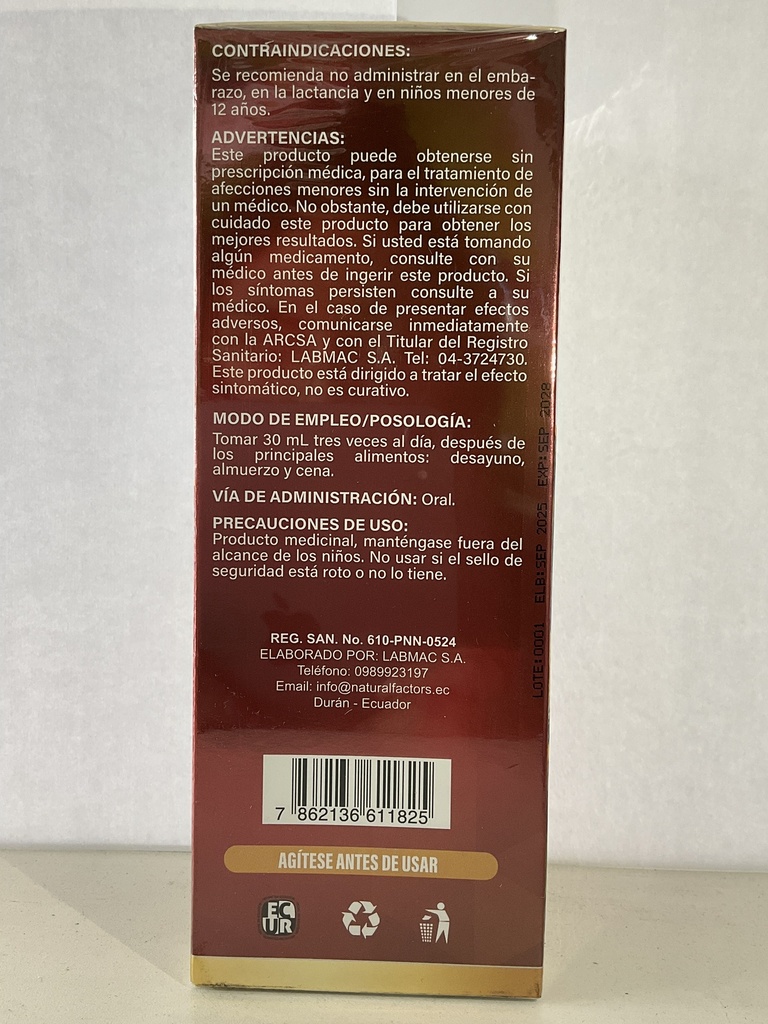 CONTRAINDICACIONES:
Se recomienda no administrar en el emba-
razo, en la lactancia y en niños menores de
12 años.
ADVERTENCIAS:
Este producto puede obtenerse sin
prescripción médica, para el tratamiento de
afecciones menores sin la intervención de
un médico. No obstante, debe utilizarse con
cuidado este producto para obtener los
mejores resultados. Si usted está tomando
algún medicamento, consulte con su
médico antes de ingerir este producto. Si
los síntomas persisten consulte a su
médico. En el caso de presentar efectos
adversos, comunicarse inmediatamente
con la ARCSA y con el Titular del Registro
Sanitario: LABMAC S.A. Tel: 04-3724730.
Este producto está dirigido a tratar el efecto
sintomático, no es curativo.
MODO DE EMPLEO/POSOLOGÍA:
Tomar 30 mL tres veces al día, después de
los principales alimentos: desayuno,
almuerzo y cena.
VÍA DE ADMINISTRACIÓN: Oral.
PRECAUCIONES DE USO:
Producto medicinal, manténgase fuera del
alcance de los niños. No usar si el sello de
seguridad está roto o no lo tiene.
REG. SAN. No. 610-PNN-0524
ELABORADO POR: LABMAC S.A.
Teléfono: 0989923197
Email: info@naturalfactors.ec
Durán - Ecuador
LOTE:0001 ELB:SEP 2025 EXP:SEP 2028
7 862136 611825
AGÍTESE ANTES DE USAR
EC
UR